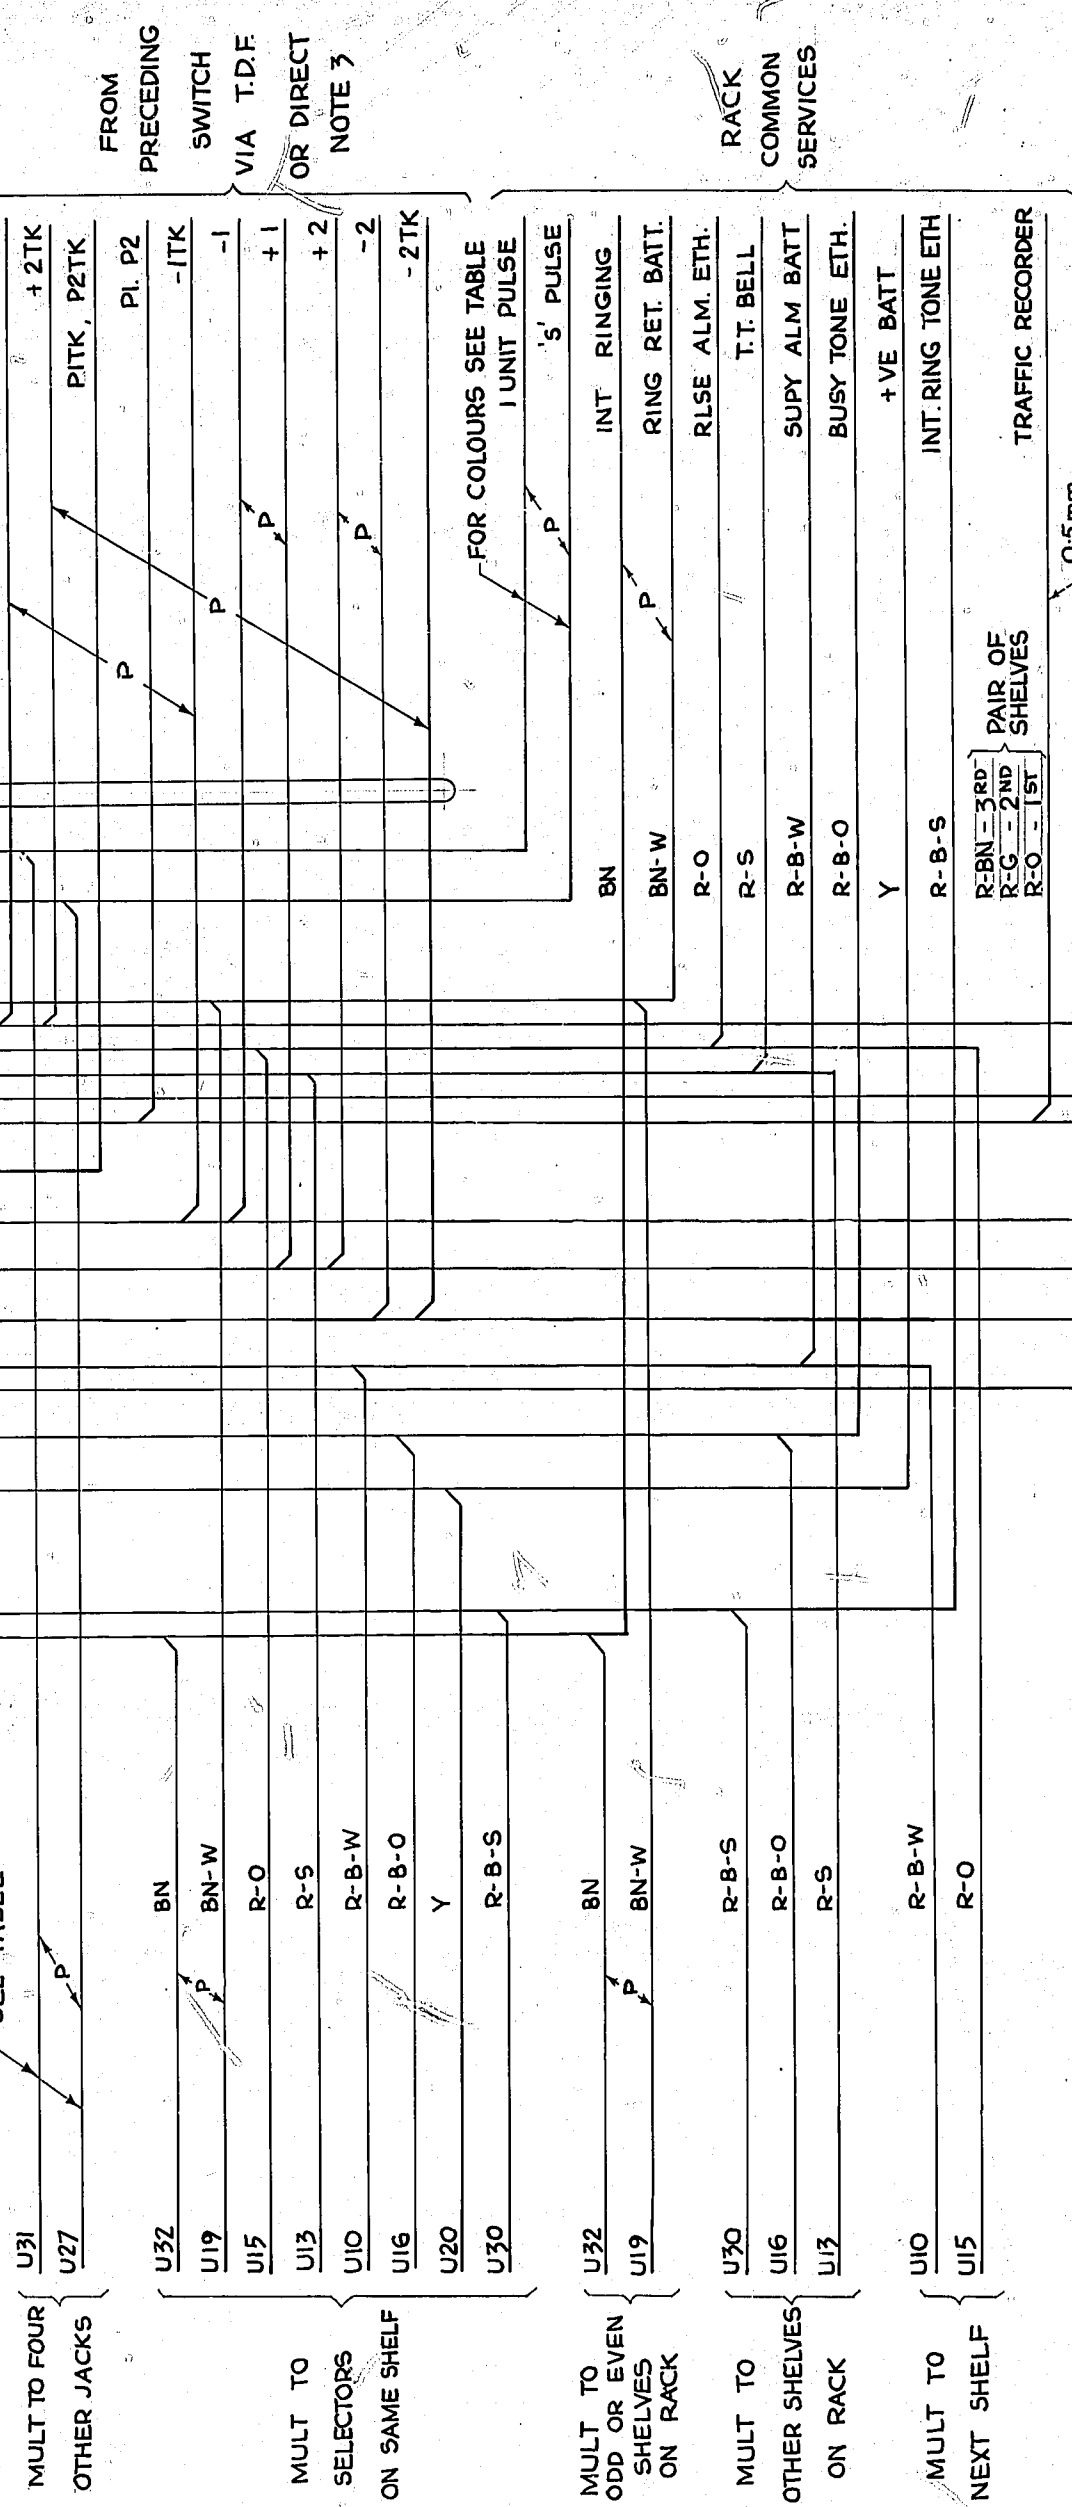 MULT TO FOUR
OTHER JACKS
U31
U27
P
MULT TO
SELECTORS
ON SAME SHELF
U32
U19
U15
U13
U10
U16
U20
U30
BN
BN-W
R-O
R-S
R-B-W
R-B-O
Y
R-B-S
P
MULT TO
ODD OR EVEN
SHELVES
ON RACK
U32
U19
BN
BN-W
P
MULT TO
OTHER SHELVES
ON RACK
U30
U16
U13
R-B-S
R-B-O
R-S
MULT TO
NEXT SHELF
U10
U15
R-B-W
R-O
+2TK
P1TK, P2TK
P1. P2
-1TK
-1
+1
+2
-2
-2TK
P
P
P
P
FROM
PRECEDING
SWITCH
VIA T.D.F.
OR DIRECT
NOTE 3
FOR COLOURS SEE TABLE
1 UNIT PULSE
'S' PULSE
P
BN
INT RINGING
BN-W
RING RET. BATT.
P
R-O
RLSE ALM. ETH.
R-S
T.T. BELL
R-B-W
SUPY ALM BATT
R-B-O
BUSY TONE ETH.
Y
+VE BATT
R-B-S
INT. RING TONE ETH
R-BN-3RD
R-G-2ND
R-O-1ST
PAIR OF
SHELVES
TRAFFIC RECORDER
0.5mm
RACK
COMMON
SERVICES